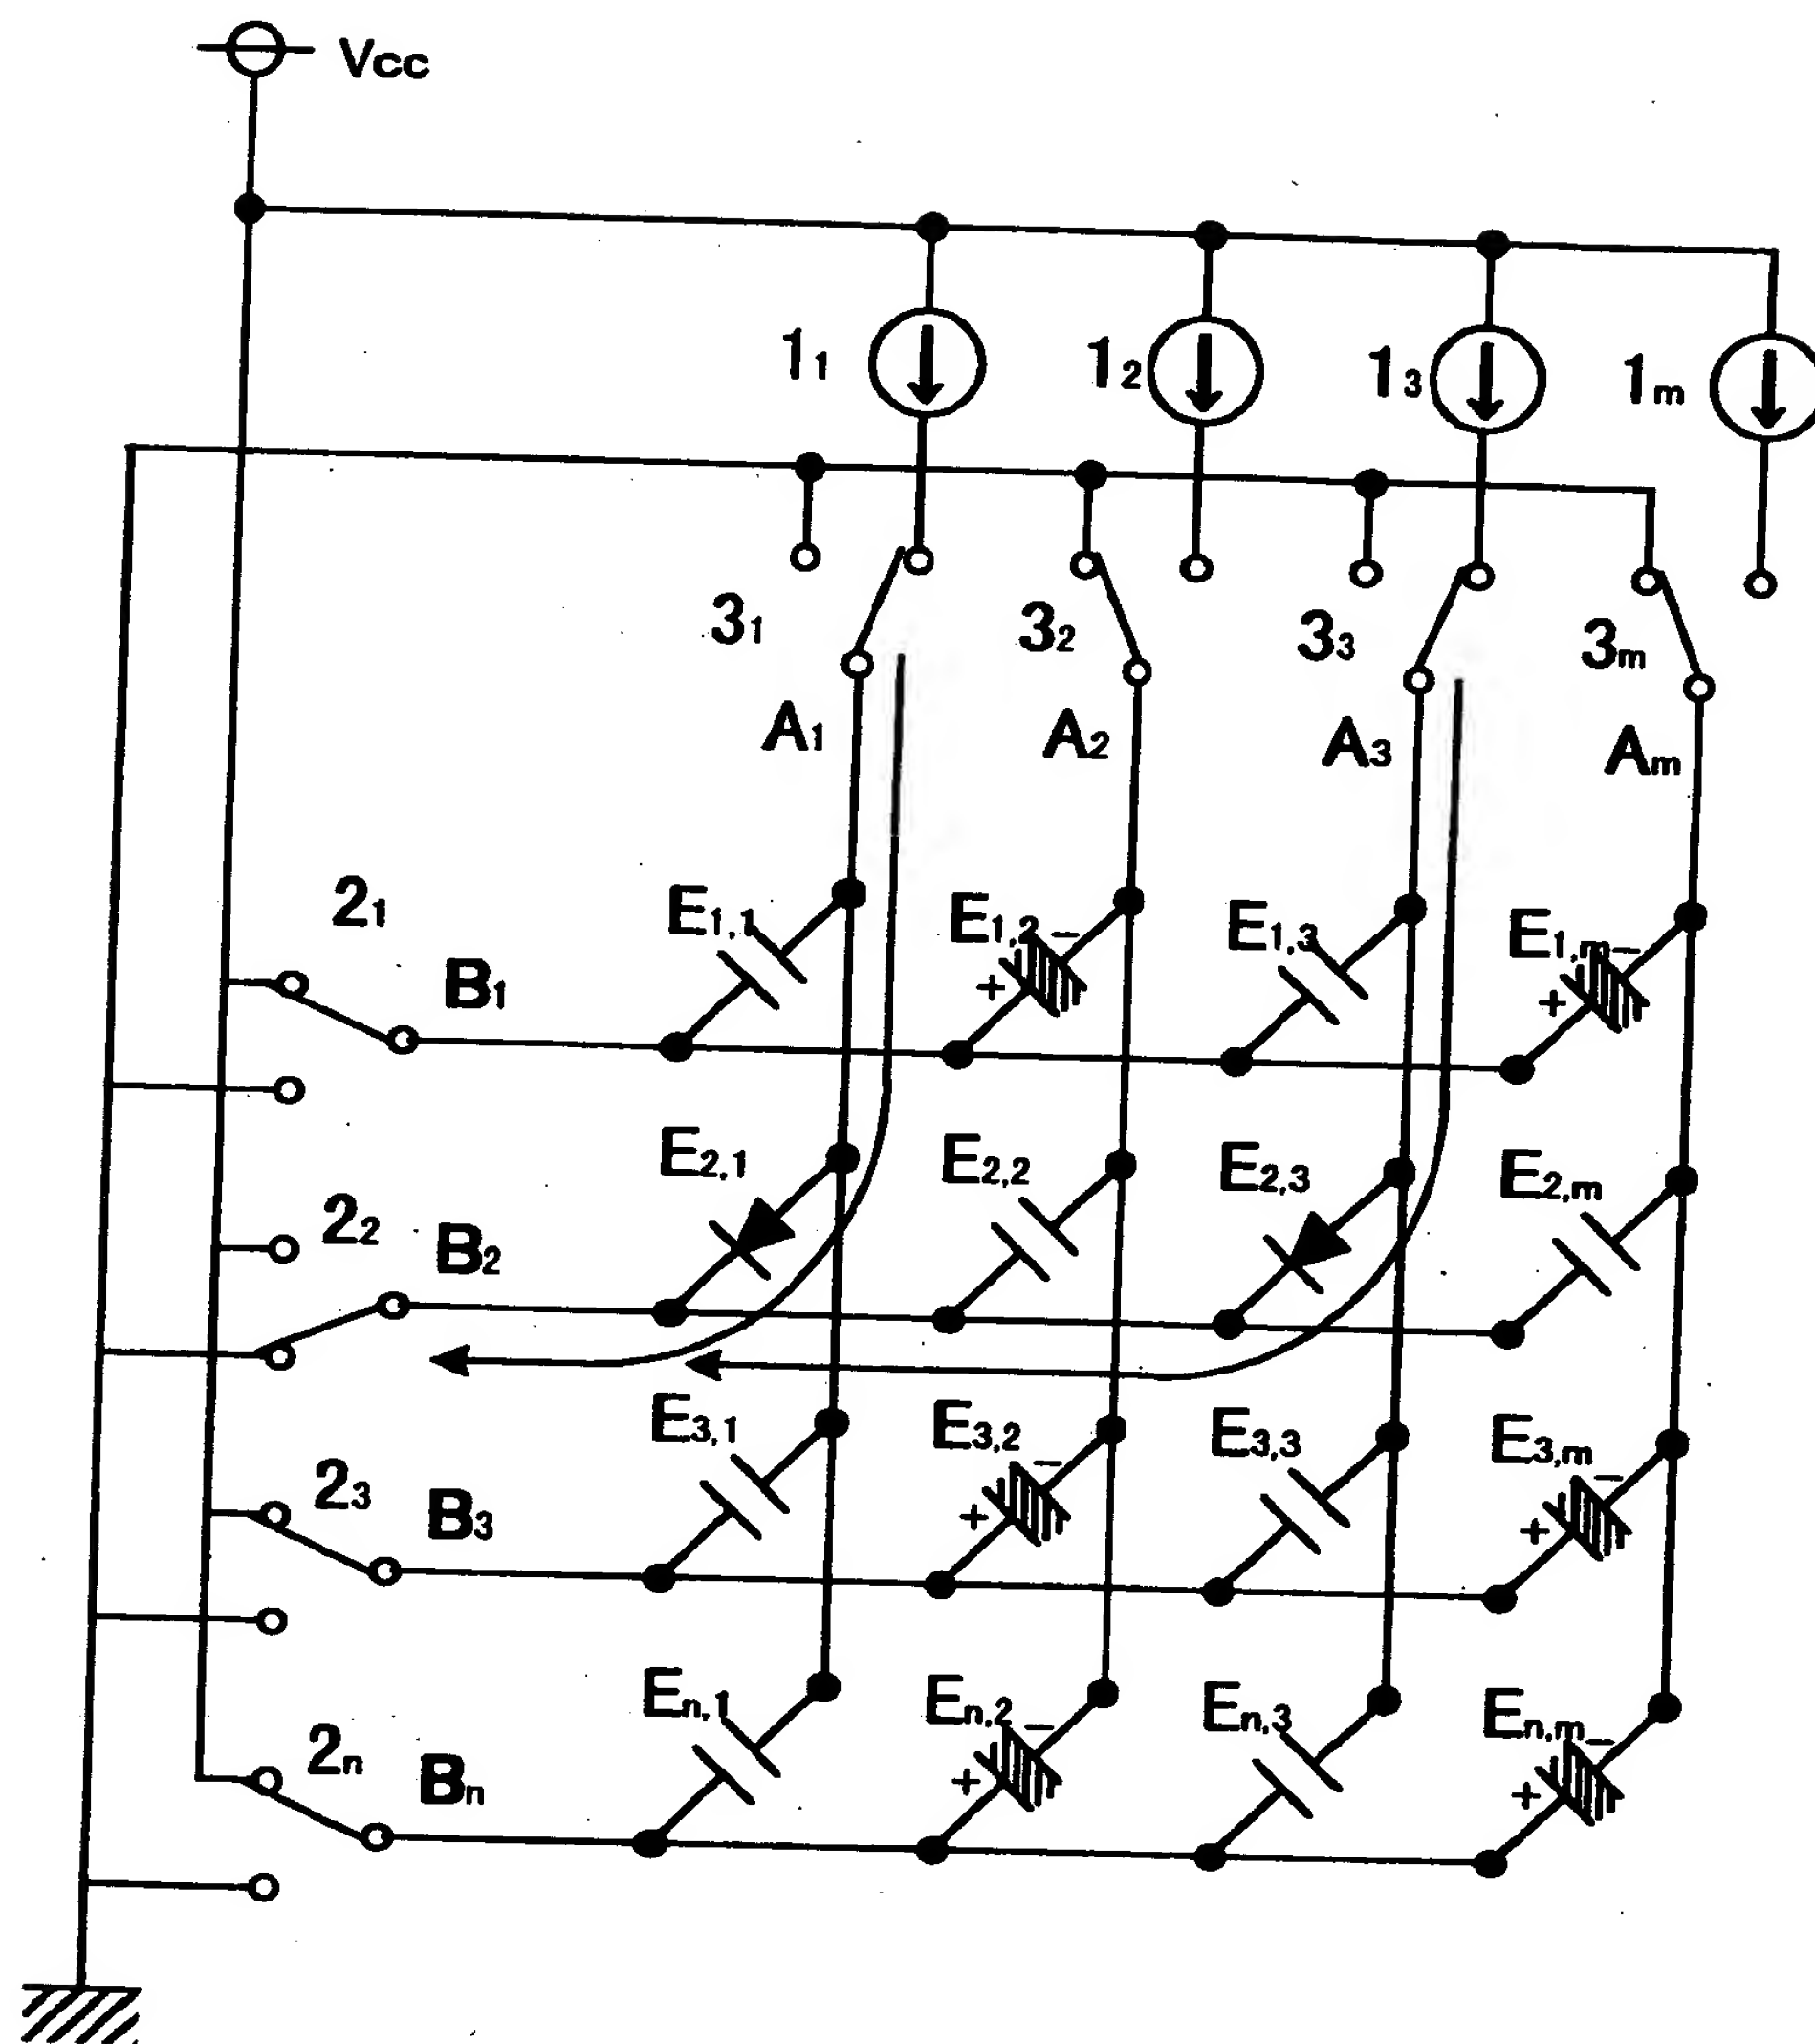 Vcc
1₁ 1₂ 1₃ 1ₘ
3₁ 3₂ 3₃ 3ₘ
A₁ A₂ A₃ Aₘ
2₁ E₁,₁ E₁,₂ E₁,₃ E₁,ₘ
B₁ + − + −
E₂,₁ E₂,₂ E₂,₃ E₂,ₘ
2₂ B₂
E₃,₁ E₃,₂ E₃,₃ E₃,ₘ
2₃ B₃ + − + −
Eₙ,₁ Eₙ,₂ Eₙ,₃ Eₙ,ₘ
2ₙ Bₙ + − + −